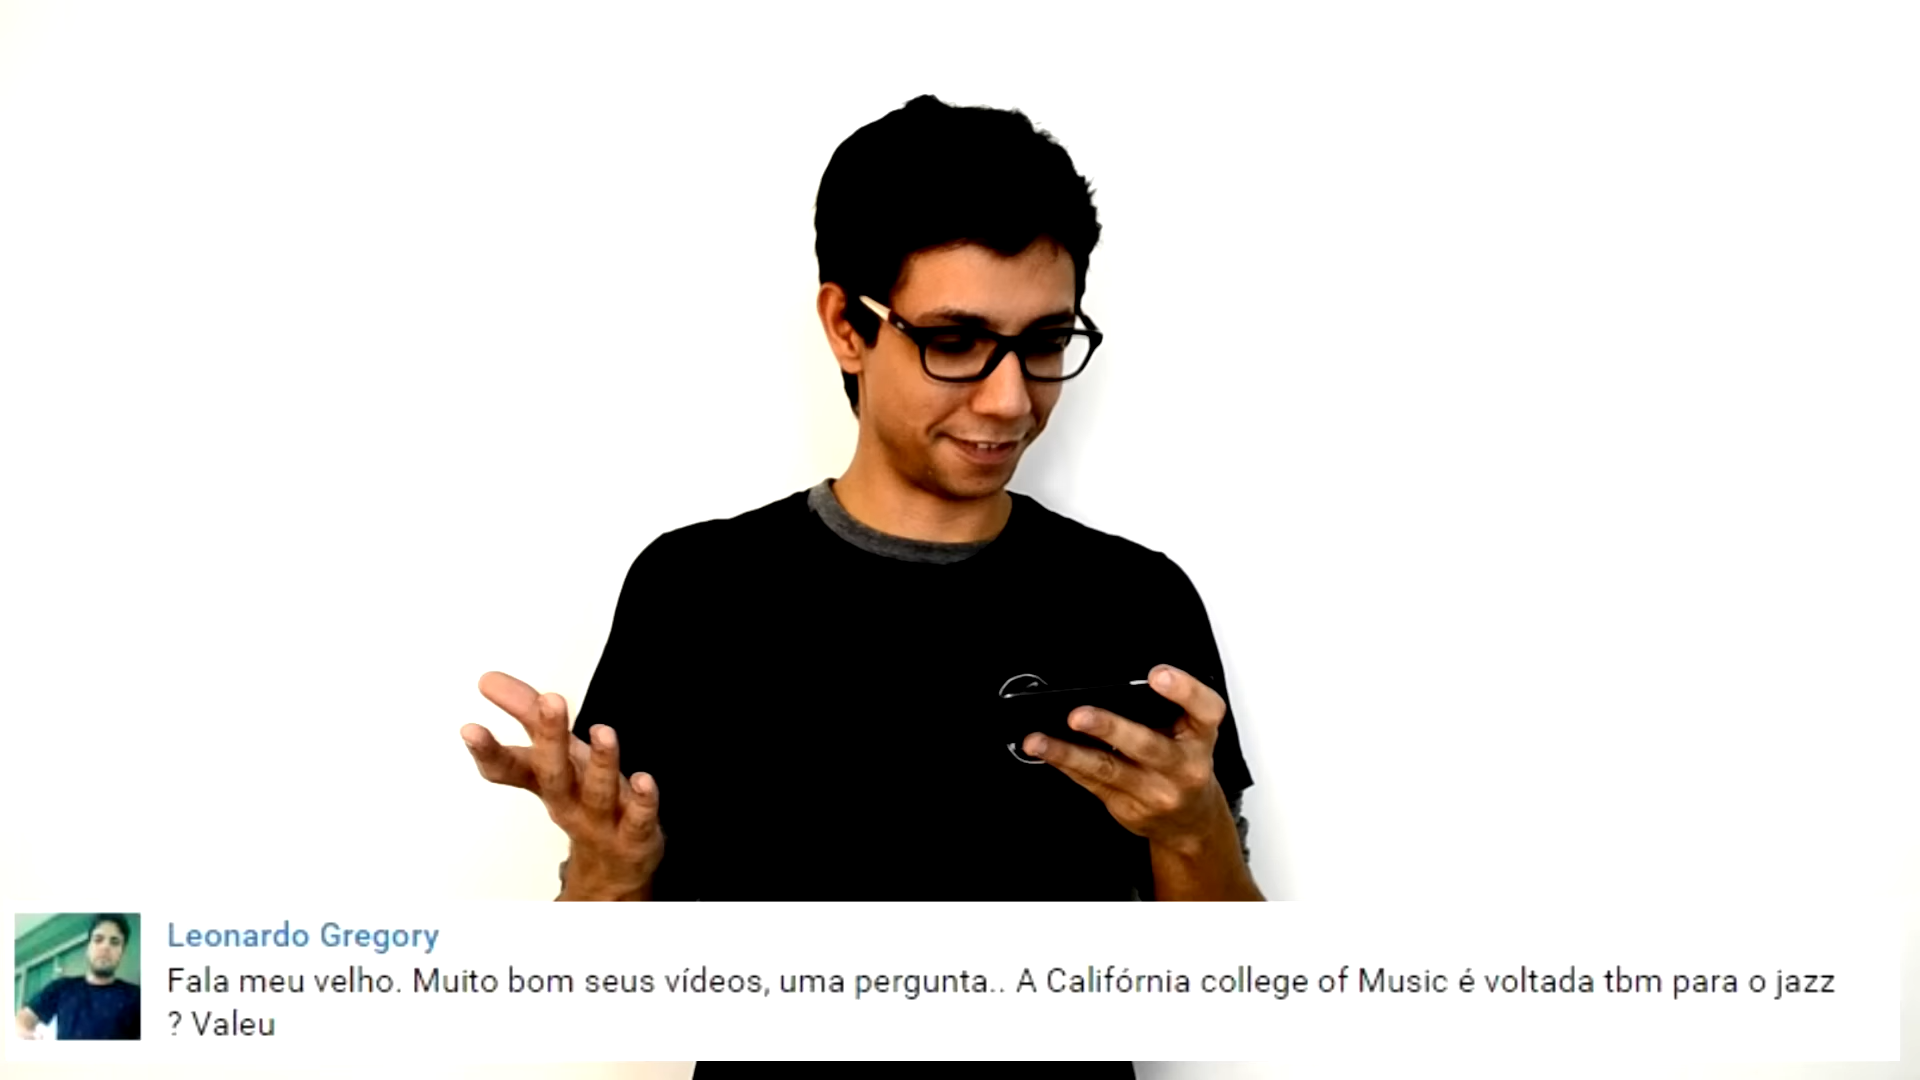 Leonardo Gregory
Fala meu velho. Muito bom seus vídeos, uma pergunta.. A Califórnia college of Music é voltada tbm para o jazz
? Valeu